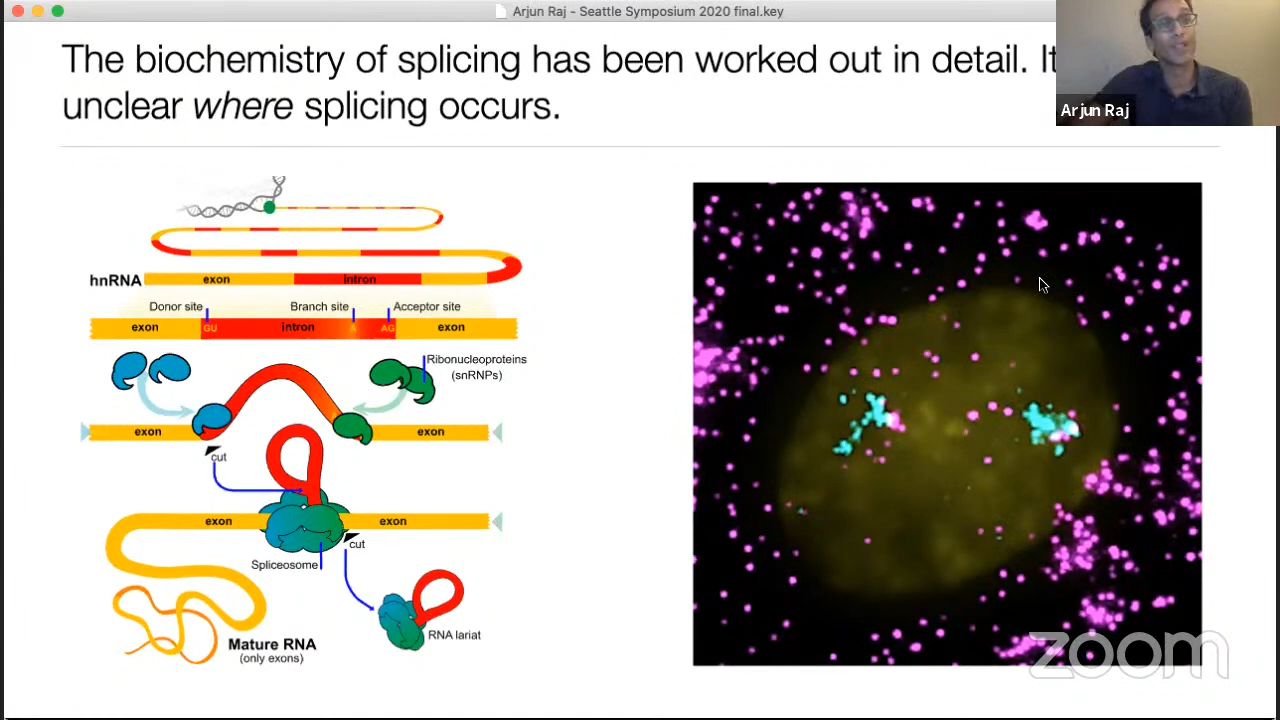 Arjun Raj - Seattle Symposium 2020 final.key
The biochemistry of splicing has been worked out in detail. It
unclear where splicing occurs.
Arjun Raj
hnRNA
exon
intron
Donor site
Branch site
Acceptor site
exon
GU
intron
A
AG
exon
Ribonucleoproteins
(snRNPs)
exon
exon
cut
exon
exon
cut
Spliceosome
RNA lariat
Mature RNA
(only exons)
zoom